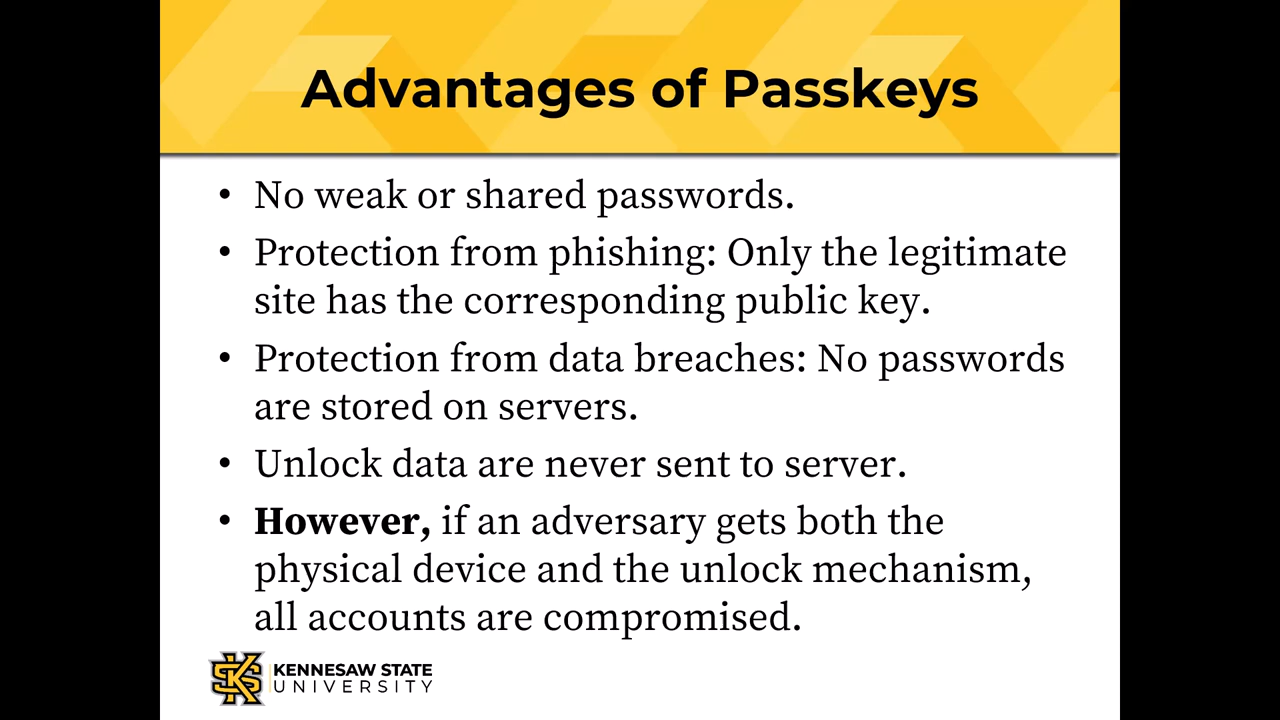 Advantages of Passkeys
• No weak or shared passwords.
• Protection from phishing: Only the legitimate
site has the corresponding public key.
• Protection from data breaches: No passwords
are stored on servers.
• Unlock data are never sent to server.
• However, if an adversary gets both the
physical device and the unlock mechanism,
all accounts are compromised.
KS KENNESAW STATE
UNIVERSITY